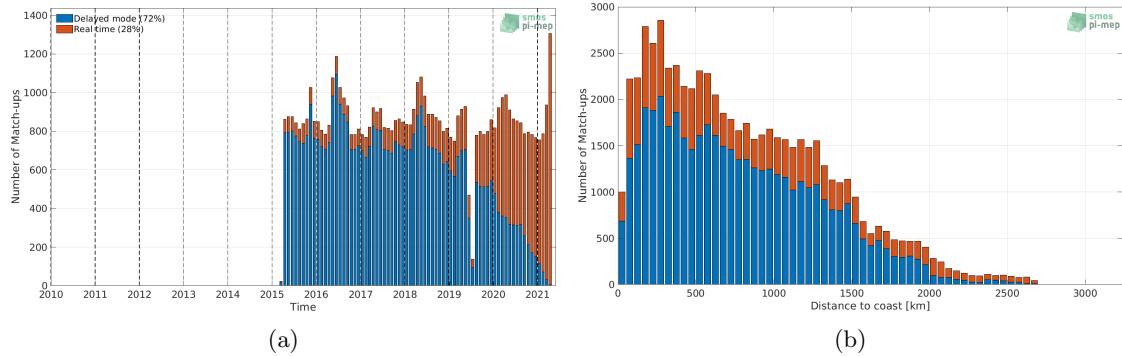 Delayed mode (72%)
Real time (28%)
smos
pi-mep
Number of Match-ups
1400
1200
1000
800
600
400
200
0
2010 2011 2012 2013 2014 2015 2016 2017 2018 2019 2020 2021
Time
(a)
smos
pi-mep
Number of Match-ups
3000
2500
2000
1500
1000
500
0
0 500 1000 1500 2000 2500 3000
Distance to coast [km]
(b)